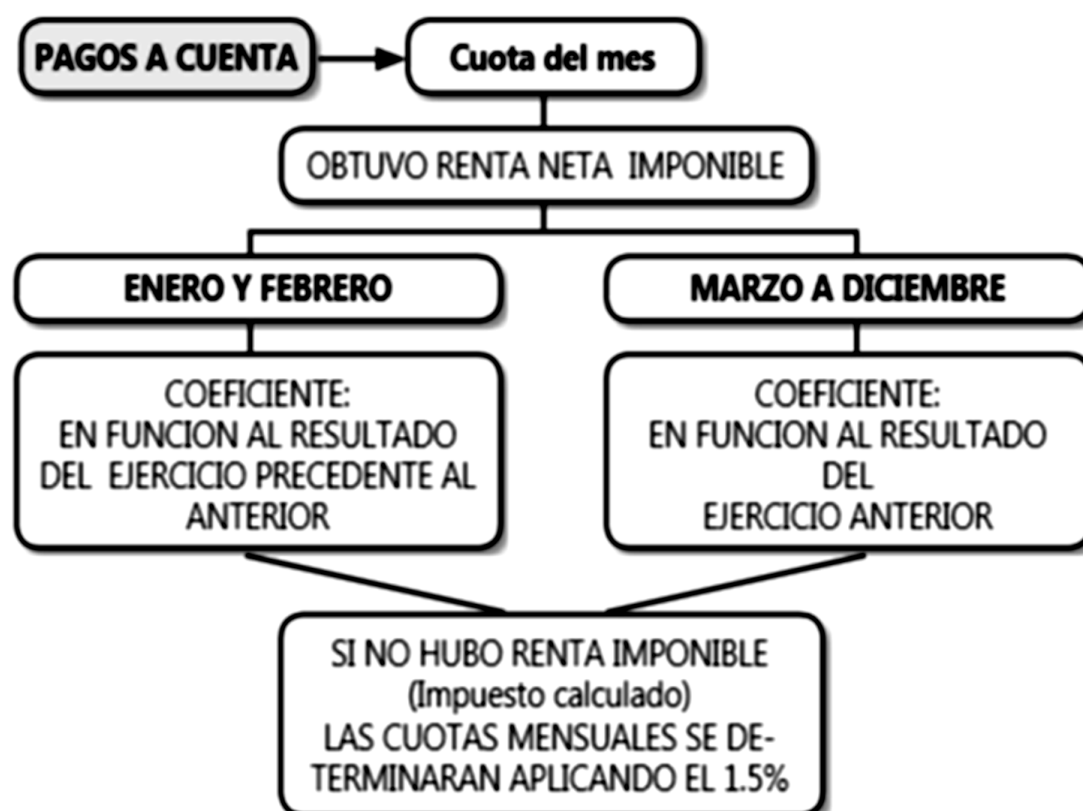 PAGOS A CUENTA
Cuota del mes
OBTUVO RENTA NETA IMPONIBLE
ENERO Y FEBRERO
COEFICIENTE:
EN FUNCION AL RESULTADO
DEL EJERCICIO PRECEDENTE AL
ANTERIOR
MARZO A DICIEMBRE
COEFICIENTE:
EN FUNCION AL RESULTADO
DEL
EJERCICIO ANTERIOR
SI NO HUBO RENTA IMPONIBLE
(Impuesto calculado)
LAS CUOTAS MENSUALES SE DE-
TERMINARAN APLICANDO EL 1.5%